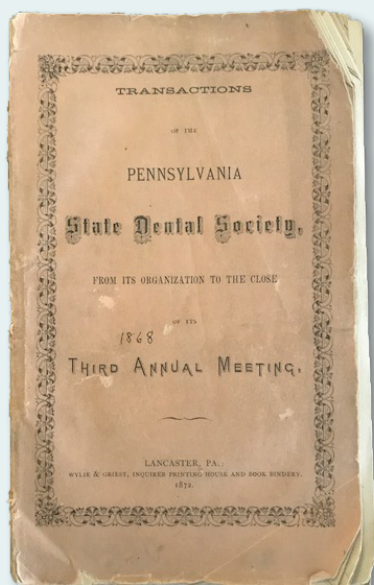 TRANSACTIONS
OF THE
PENNSYLVANIA
State Dental Society,
FROM ITS ORGANIZATION TO THE CLOSE
OF ITS
1868
THIRD ANNUAL MEETING.
LANCASTER, PA.:
WYLIE & GRIEST, INQUIRER PRINTING HOUSE AND BOOK BINDERY.
1872.